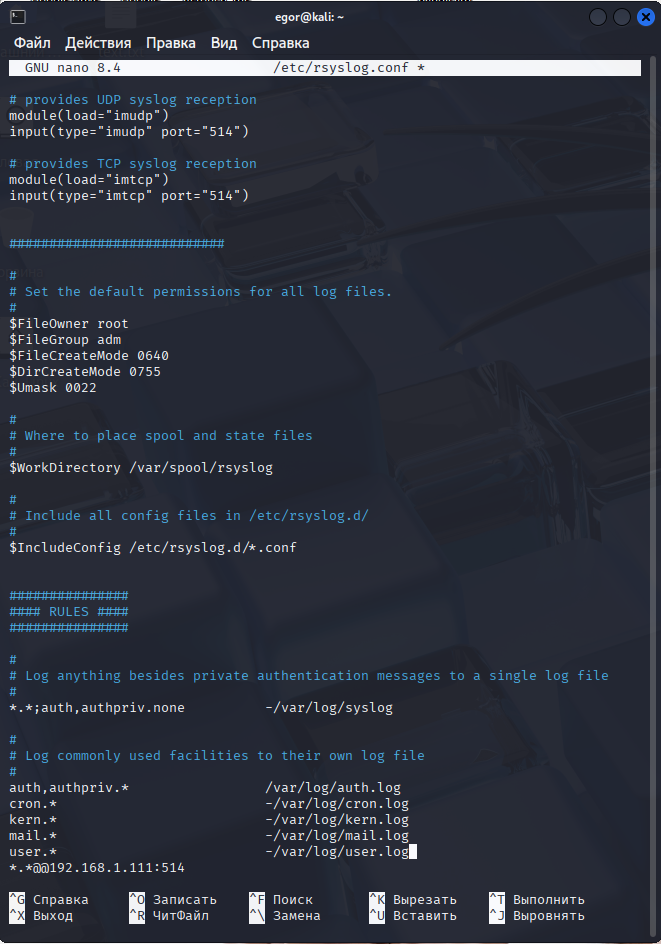 egor@kali: ~
Файл Действия Правка Вид Справка
GNU nano 8.4 /etc/rsyslog.conf *
# provides UDP syslog reception
module(load="imudp")
input(type="imudp" port="514")
# provides TCP syslog reception
module(load="imtcp")
input(type="imtcp" port="514")
###########################
#
# Set the default permissions for all log files.
#
$FileOwner root
$FileGroup adm
$FileCreateMode 0640
$DirCreateMode 0755
$Umask 0022
#
# Where to place spool and state files
#
$WorkDirectory /var/spool/rsyslog
#
# Include all config files in /etc/rsyslog.d/
#
$IncludeConfig /etc/rsyslog.d/*.conf
###############
#### RULES ####
###############
#
# Log anything besides private authentication messages to a single log file
#
*.*;auth,authpriv.none -/var/log/syslog
#
# Log commonly used facilities to their own log file
#
auth,authpriv.* /var/log/auth.log
cron.* -/var/log/cron.log
kern.* -/var/log/kern.log
mail.* -/var/log/mail.log
user.* -/var/log/user.log
*.*@@192.168.1.111:514
^G Справка ^O Записать ^F Поиск ^K Вырезать ^T Выполнить
^X Выход ^R ЧитФайл ^\ Замена ^U Вставить ^J Выровнять